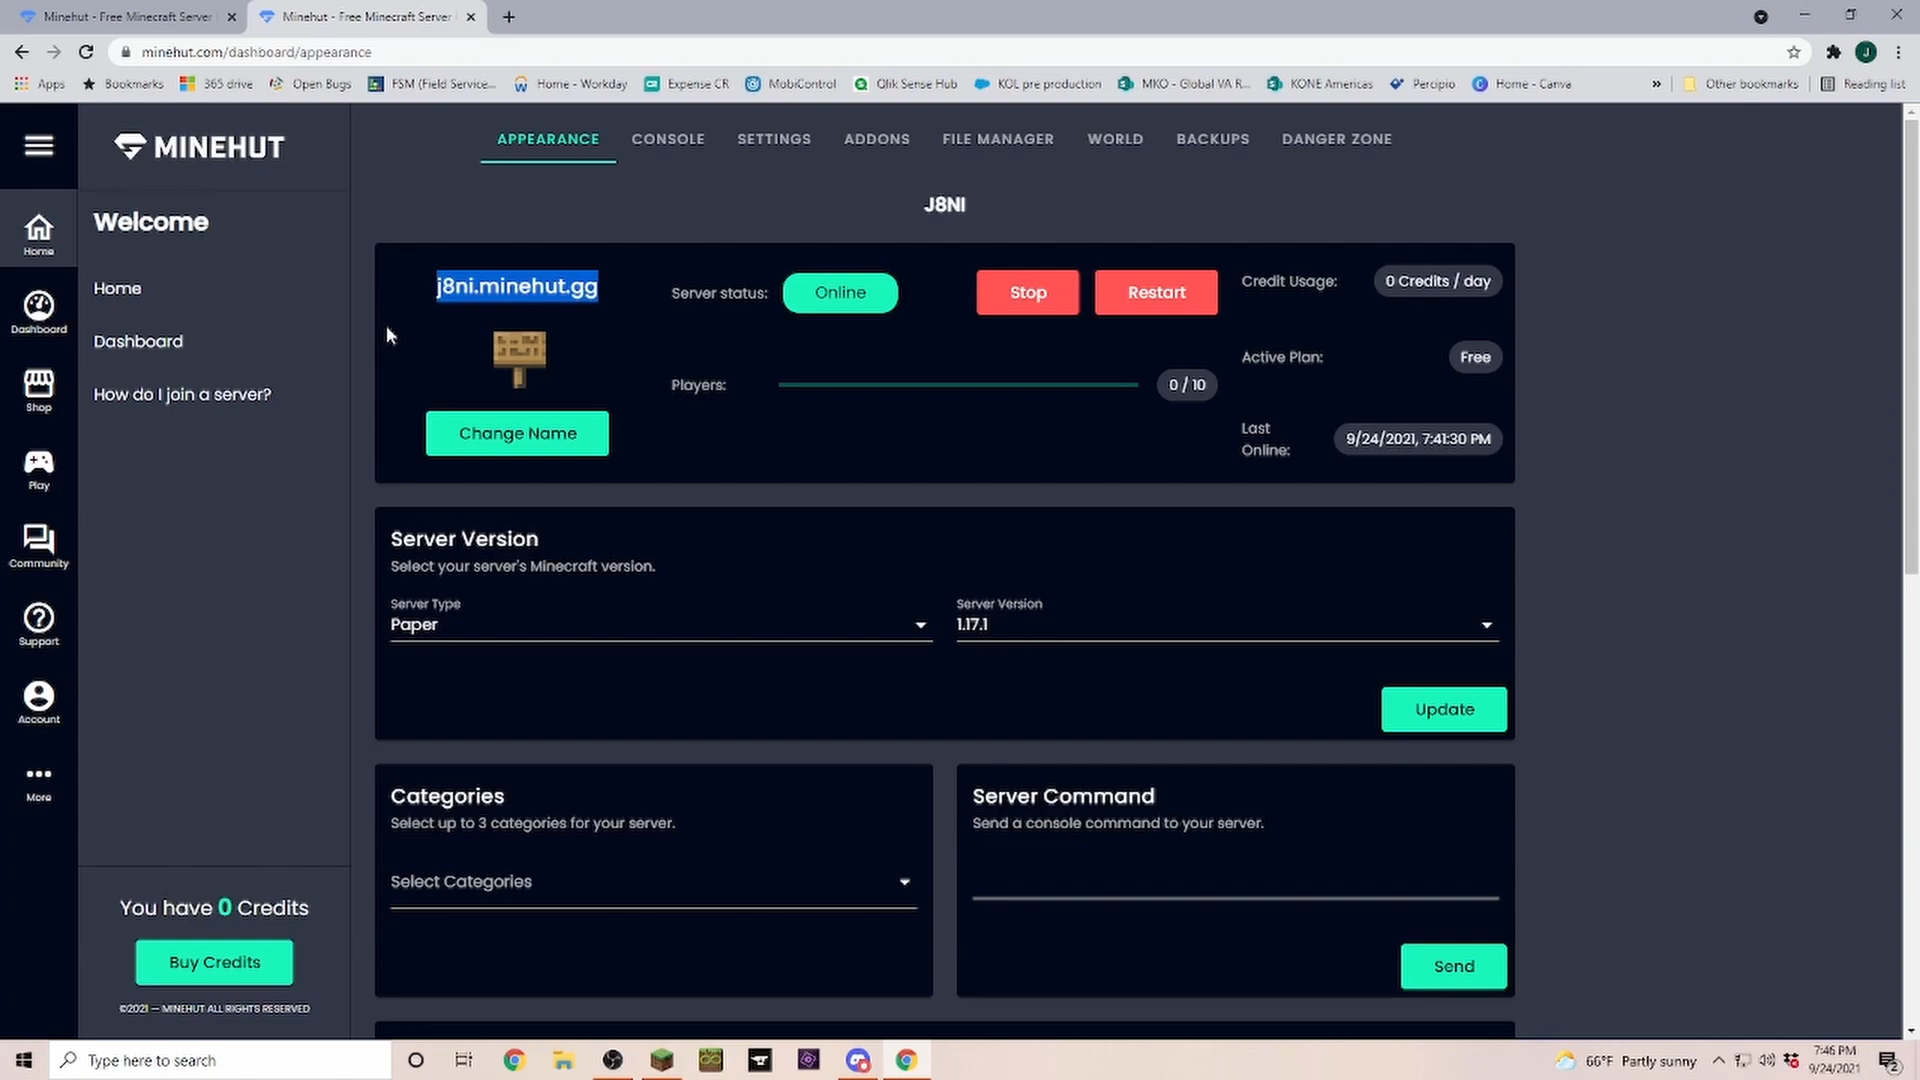 Minehut - Free Minecraft Server
Minehut - Free Minecraft Server
minehut.com/dashboard/appearance
J
Apps
Bookmarks
365 drive
Open Bugs
FSM (Field Service...
Home - Workday
Expense CR
MobiControl
Qlik Sense Hub
KOL pre production
MKO - Global VA R...
KONE Americas
Percipio
Home - Canva
»
Other bookmarks
Reading list
MINEHUT
APPEARANCE
CONSOLE
SETTINGS
ADDONS
FILE MANAGER
WORLD
BACKUPS
DANGER ZONE
Home
Dashboard
Shop
Play
Community
Support
Account
More
Welcome
Home
Dashboard
How do I join a server?
You have 0 Credits
Buy Credits
©2021 — MINEHUT ALL RIGHTS RESERVED
J8NI
j8ni.minehut.gg
Change Name
Server status:
Online
Stop
Restart
Players:
0 / 10
Credit Usage:
0 Credits / day
Active Plan:
Free
Last
Online:
9/24/2021, 7:41:30 PM
Server Version
Select your server's Minecraft version.
Server Type
Paper
Server Version
1.17.1
Update
Categories
Select up to 3 categories for your server.
Select Categories
Server Command
Send a console command to your server.
Send
Type here to search
66°F Partly sunny
7:46 PM
9/24/2021
2